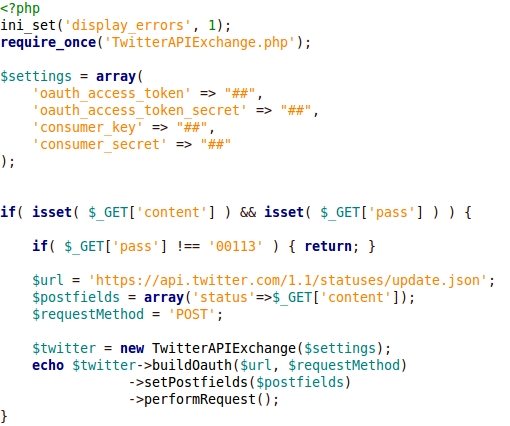 <?php
ini_set('display_errors', 1);
require_once('TwitterAPIExchange.php');
$settings = array(
    'oauth_access_token' => "##",
    'oauth_access_token_secret' => "##",
    'consumer_key' => "##",
    'consumer_secret' => "##"
);
if( isset( $_GET['content'] ) && isset( $_GET['pass'] ) ) {
    if( $_GET['pass'] !== '00113' ) { return; }
    $url = 'https://api.twitter.com/1.1/statuses/update.json';
    $postfields = array('status'=>$_GET['content']);
    $requestMethod = 'POST';
    $twitter = new TwitterAPIExchange($settings);
    echo $twitter->buildOauth($url, $requestMethod)
                ->setPostfields($postfields)
                ->performRequest();
}